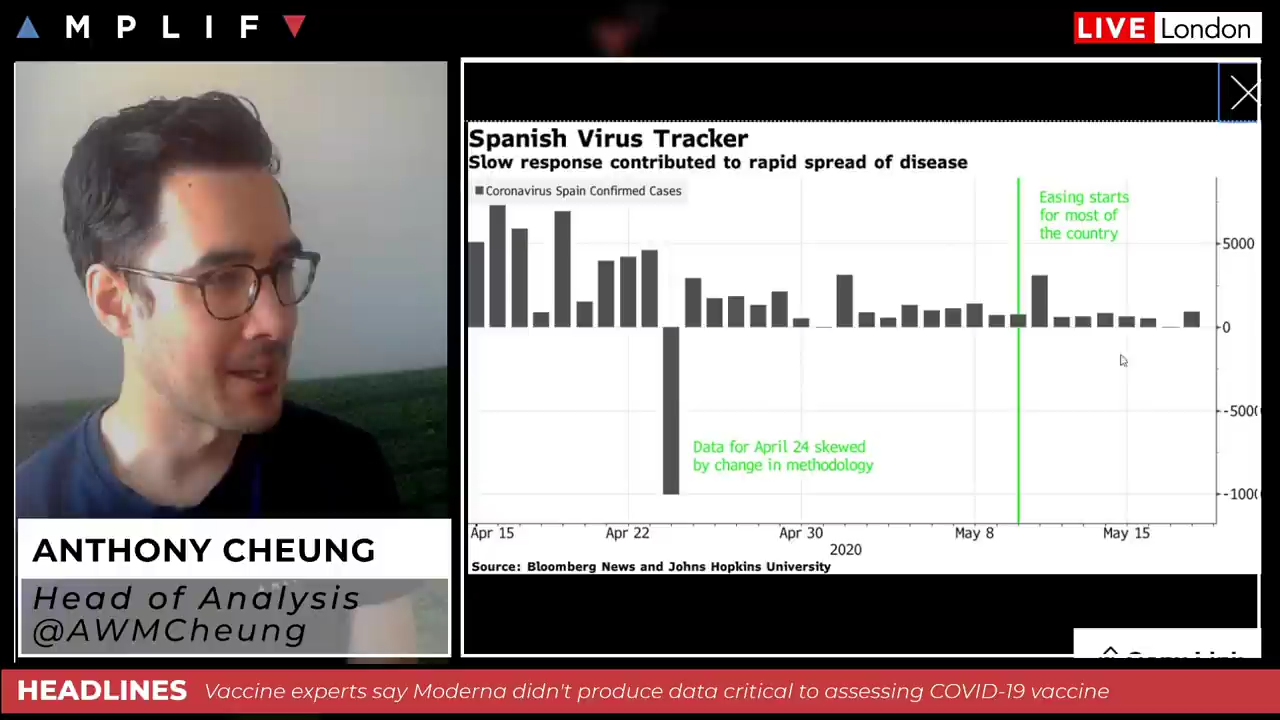 MPLIF
LIVE London
Spanish Virus Tracker
Slow response contributed to rapid spread of disease
Coronavirus Spain Confirmed Cases
Easing starts
for most of
the country
5000
0
-5000
-1000
Data for April 24 skewed
by change in methodology
Apr 15 Apr 22 Apr 30 May 8 May 15
2020
Source: Bloomberg News and Johns Hopkins University
ANTHONY CHEUNG
Head of Analysis
@AWMCheung
HEADLINES Vaccine experts say Moderna didn't produce data critical to assessing COVID-19 vaccine